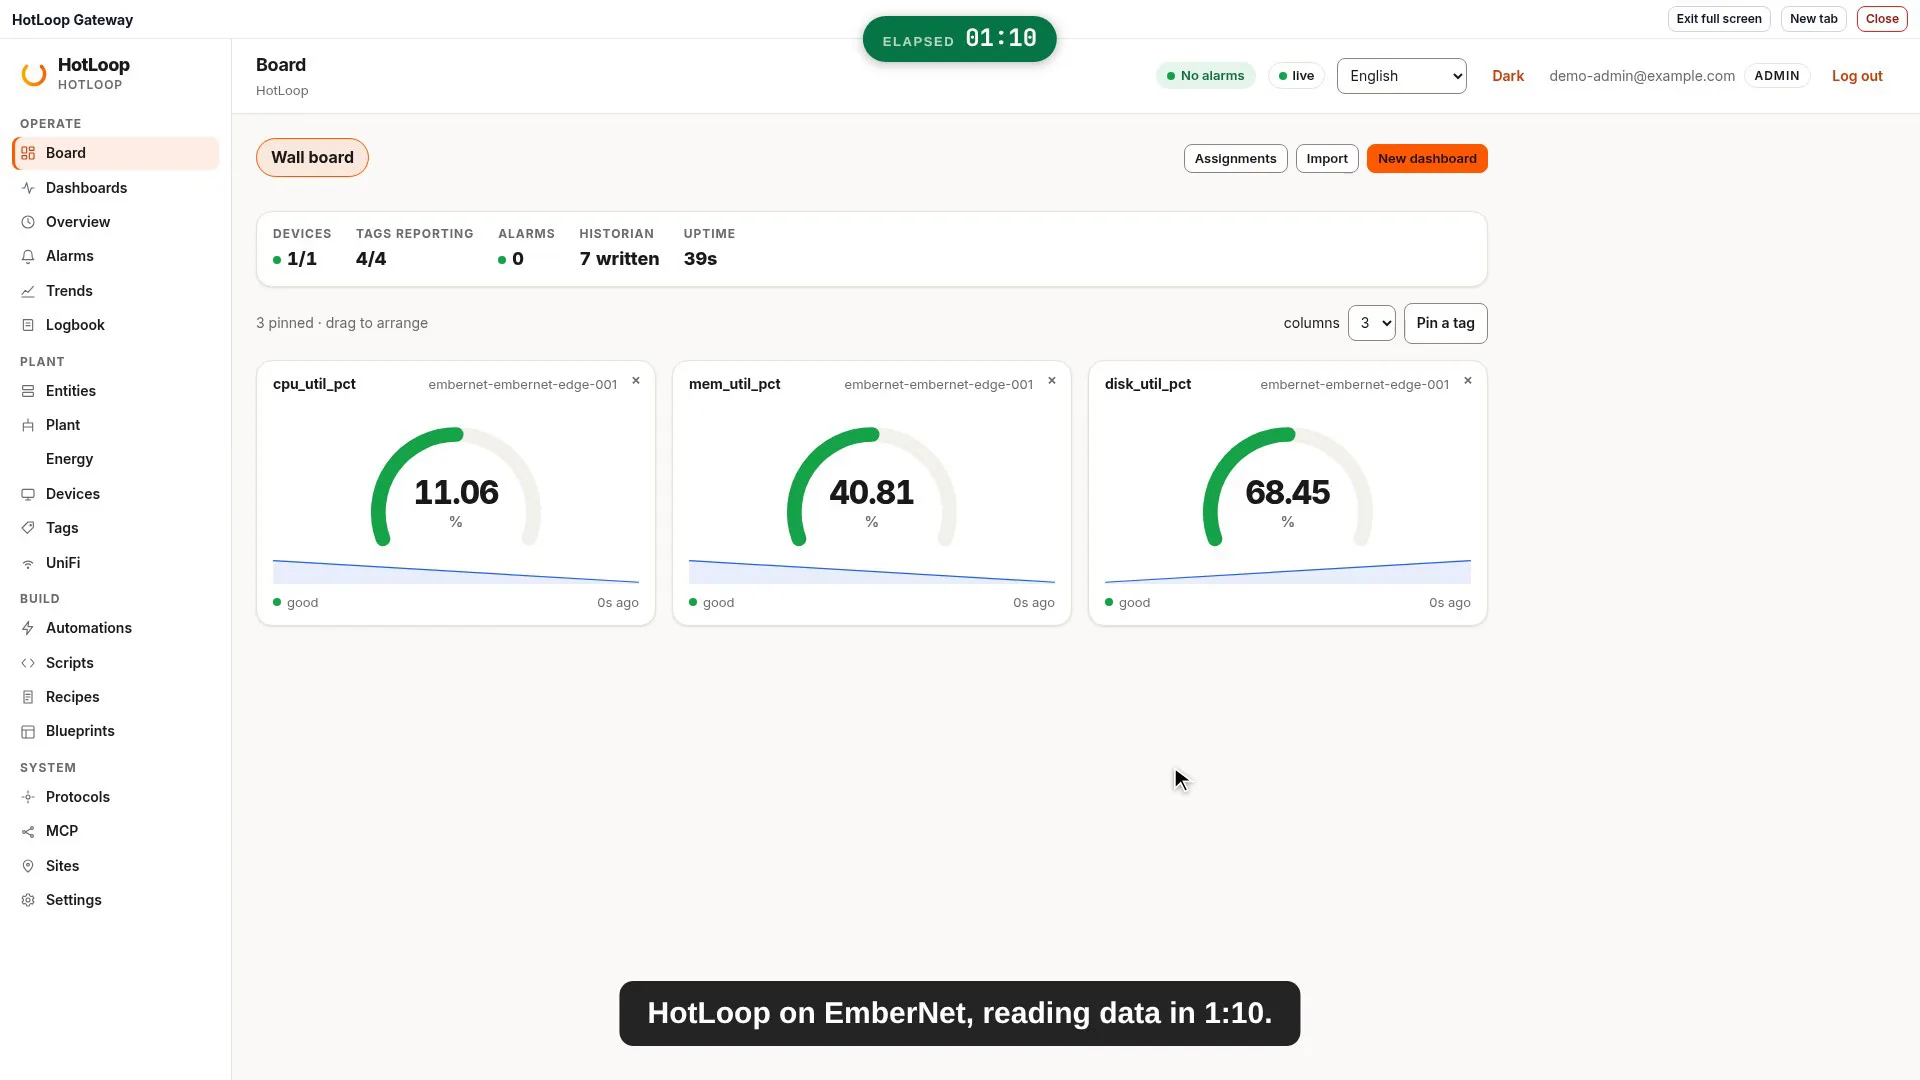 HotLoop Gateway
Exit full screen
New tab
Close
ELAPSED 01:10
HotLoop
HOTLOOP
Board
HotLoop
No alarms
live
English
Dark
demo-admin@example.com
ADMIN
Log out
OPERATE
Board
Dashboards
Overview
Alarms
Trends
Logbook
PLANT
Entities
Plant
Energy
Devices
Tags
UniFi
BUILD
Automations
Scripts
Recipes
Blueprints
SYSTEM
Protocols
MCP
Sites
Settings
Wall board
Assignments
Import
New dashboard
DEVICES
1/1
TAGS REPORTING
4/4
ALARMS
0
HISTORIAN
7 written
UPTIME
39s
3 pinned · drag to arrange
columns
3
Pin a tag
cpu_util_pct
embernet-embernet-edge-001
×
11.06
%
good
0s ago
mem_util_pct
embernet-embernet-edge-001
×
40.81
%
good
0s ago
disk_util_pct
embernet-embernet-edge-001
×
68.45
%
good
0s ago
HotLoop on EmberNet, reading data in 1:10.